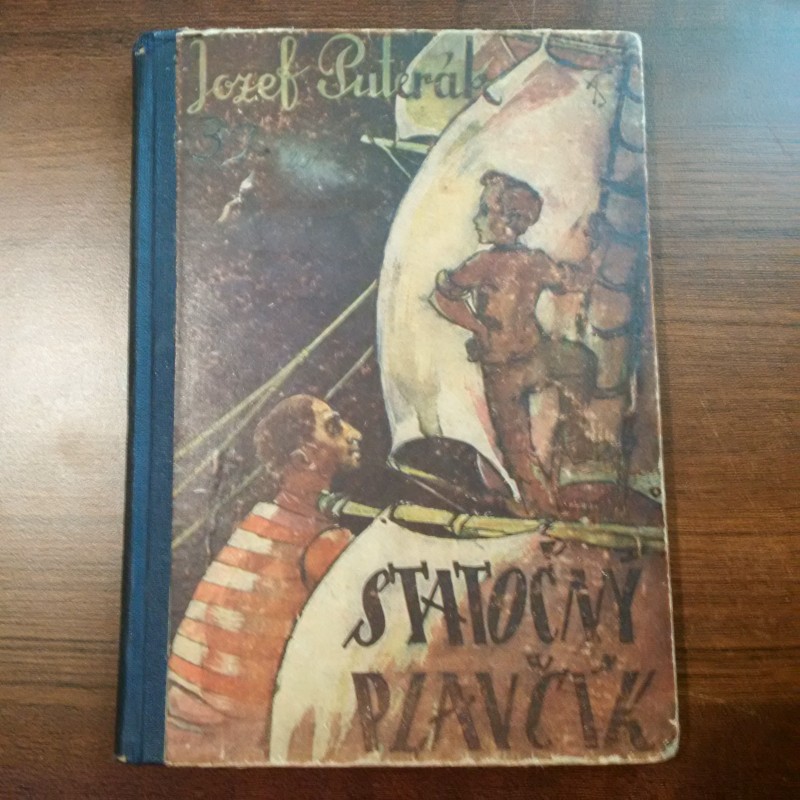 Jozef Puterák
STATOČNÝ
PLAVČÍK